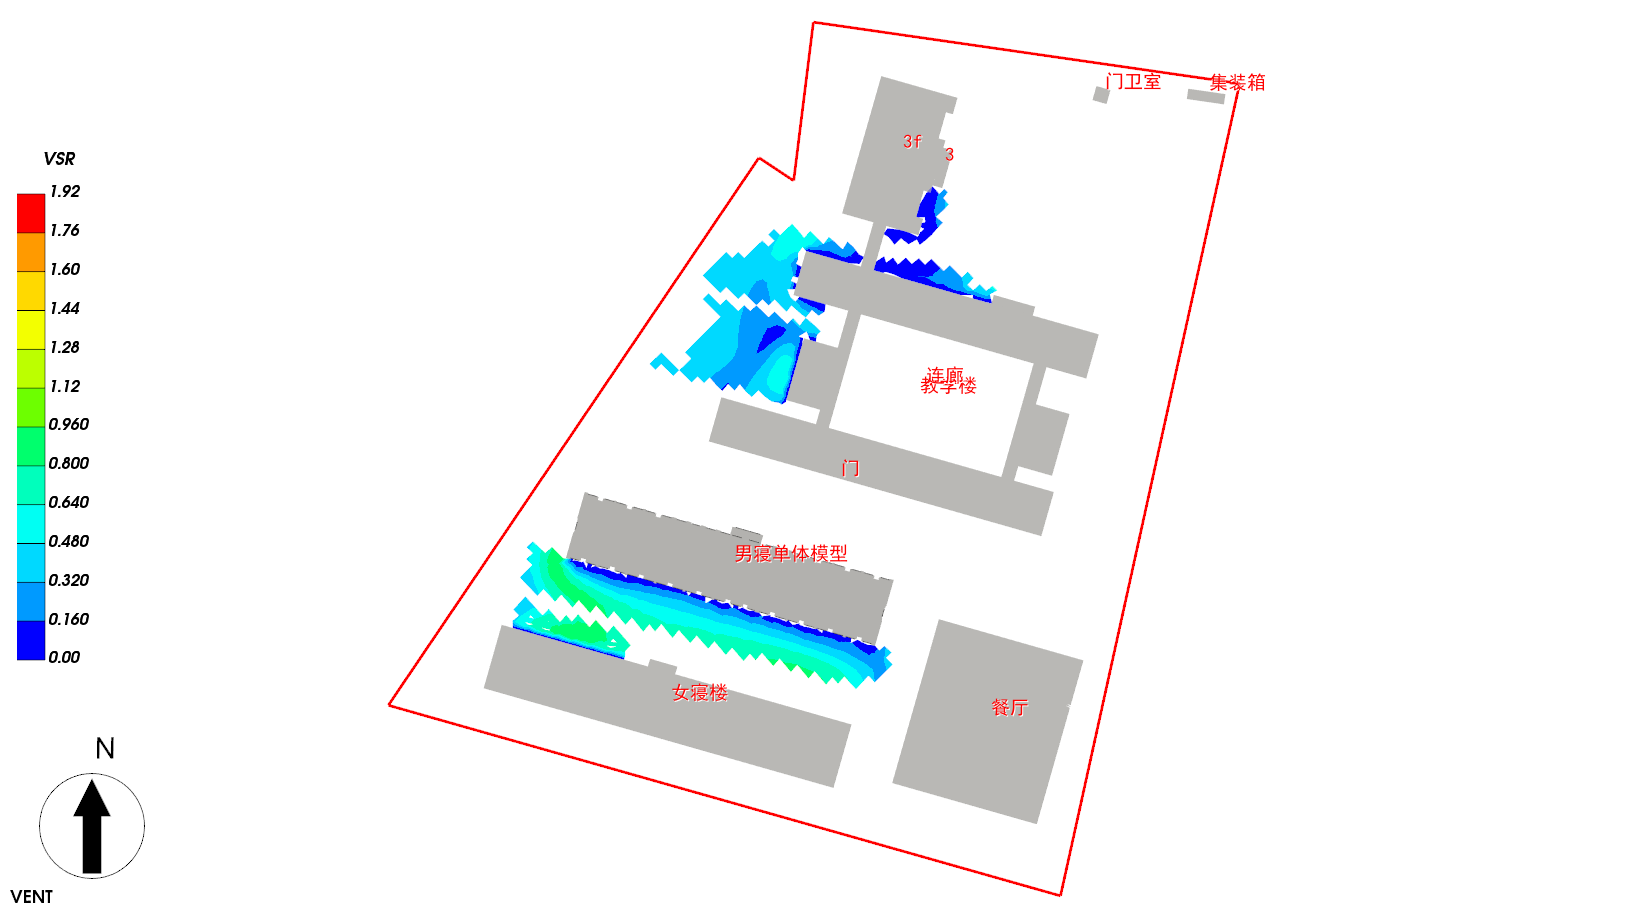 门卫室
集装箱
3f
3
VSR
1.92
1.76
1.60
1.44
1.28
1.12
0.960
0.800
0.640
0.480
0.320
0.160
0.00
连廊
教学楼
门
男寝单体模型
女寝楼
餐厅
N
VENT